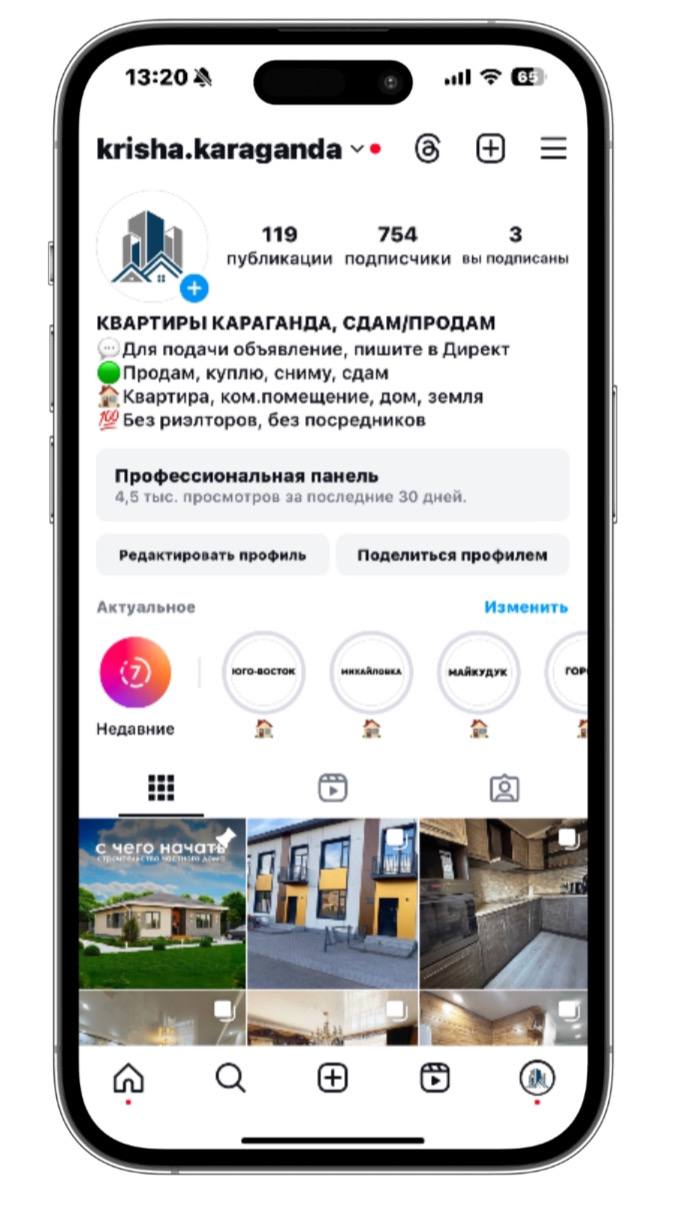 13:20
65
krisha.karaganda
119 754 3
публикации подписчики вы подписаны
КВАРТИРЫ КАРАГАНДА, СДАМ/ПРОДАМ
💬Для подачи объявление, пишите в Директ
🟢Продам, куплю, сниму, сдам
🏠Квартира, ком.помещение, дом, земля
💯Без риэлторов, без посредников
Профессиональная панель
4,5 тыс. просмотров за последние 30 дней.
Редактировать профиль Поделиться профилем
Актуальное Изменить
7 ЮГО-ВОСТОК МИХАЙЛОВКА МАЙКУДУК ГОР
Недавние 🏠 🏠 🏠 🏠
с чего начать
строительство частного дома